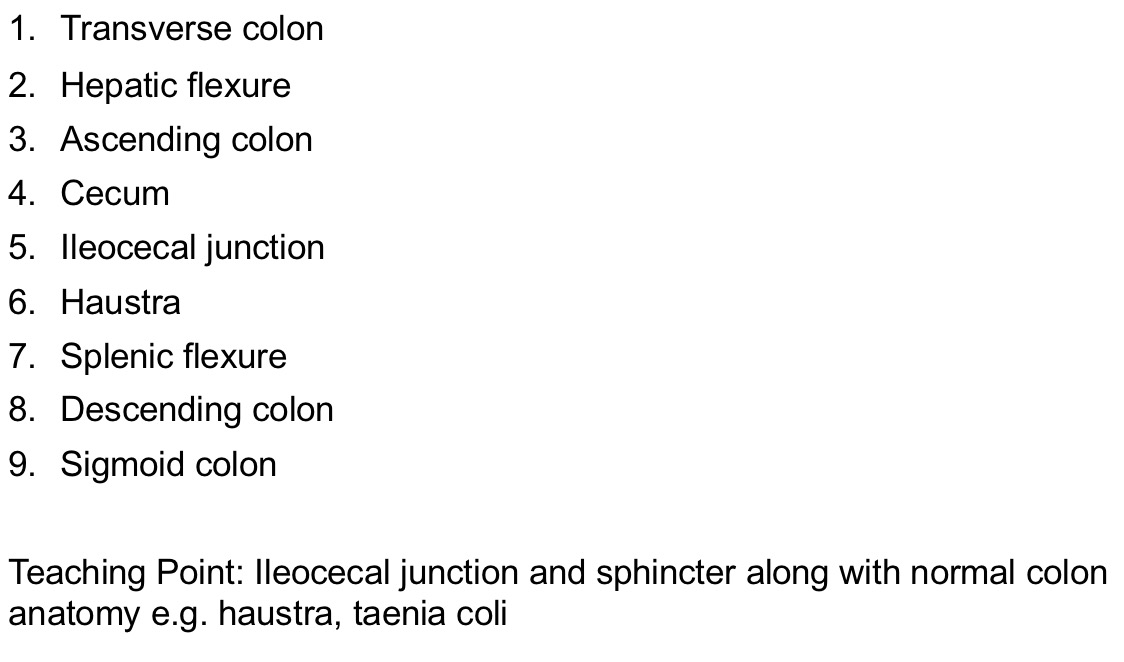 1. Transverse colon
2. Hepatic flexure
3. Ascending colon
4. Cecum
5. Ileocecal junction
6. Haustra
7. Splenic flexure
8. Descending colon
9. Sigmoid colon
Teaching Point: Ileocecal junction and sphincter along with normal colon
anatomy e.g. haustra, taenia coli